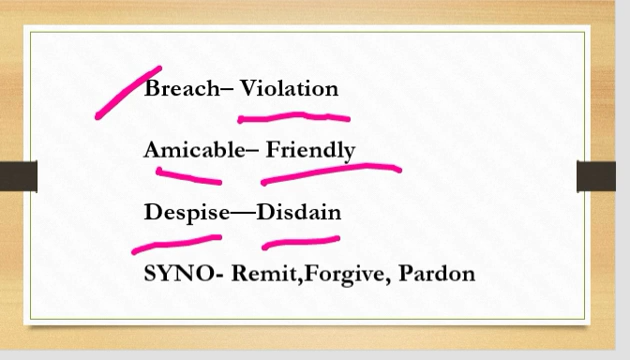 Breach– Violation
Amicable– Friendly
Despise—Disdain
SYNO- Remit,Forgive, Pardon